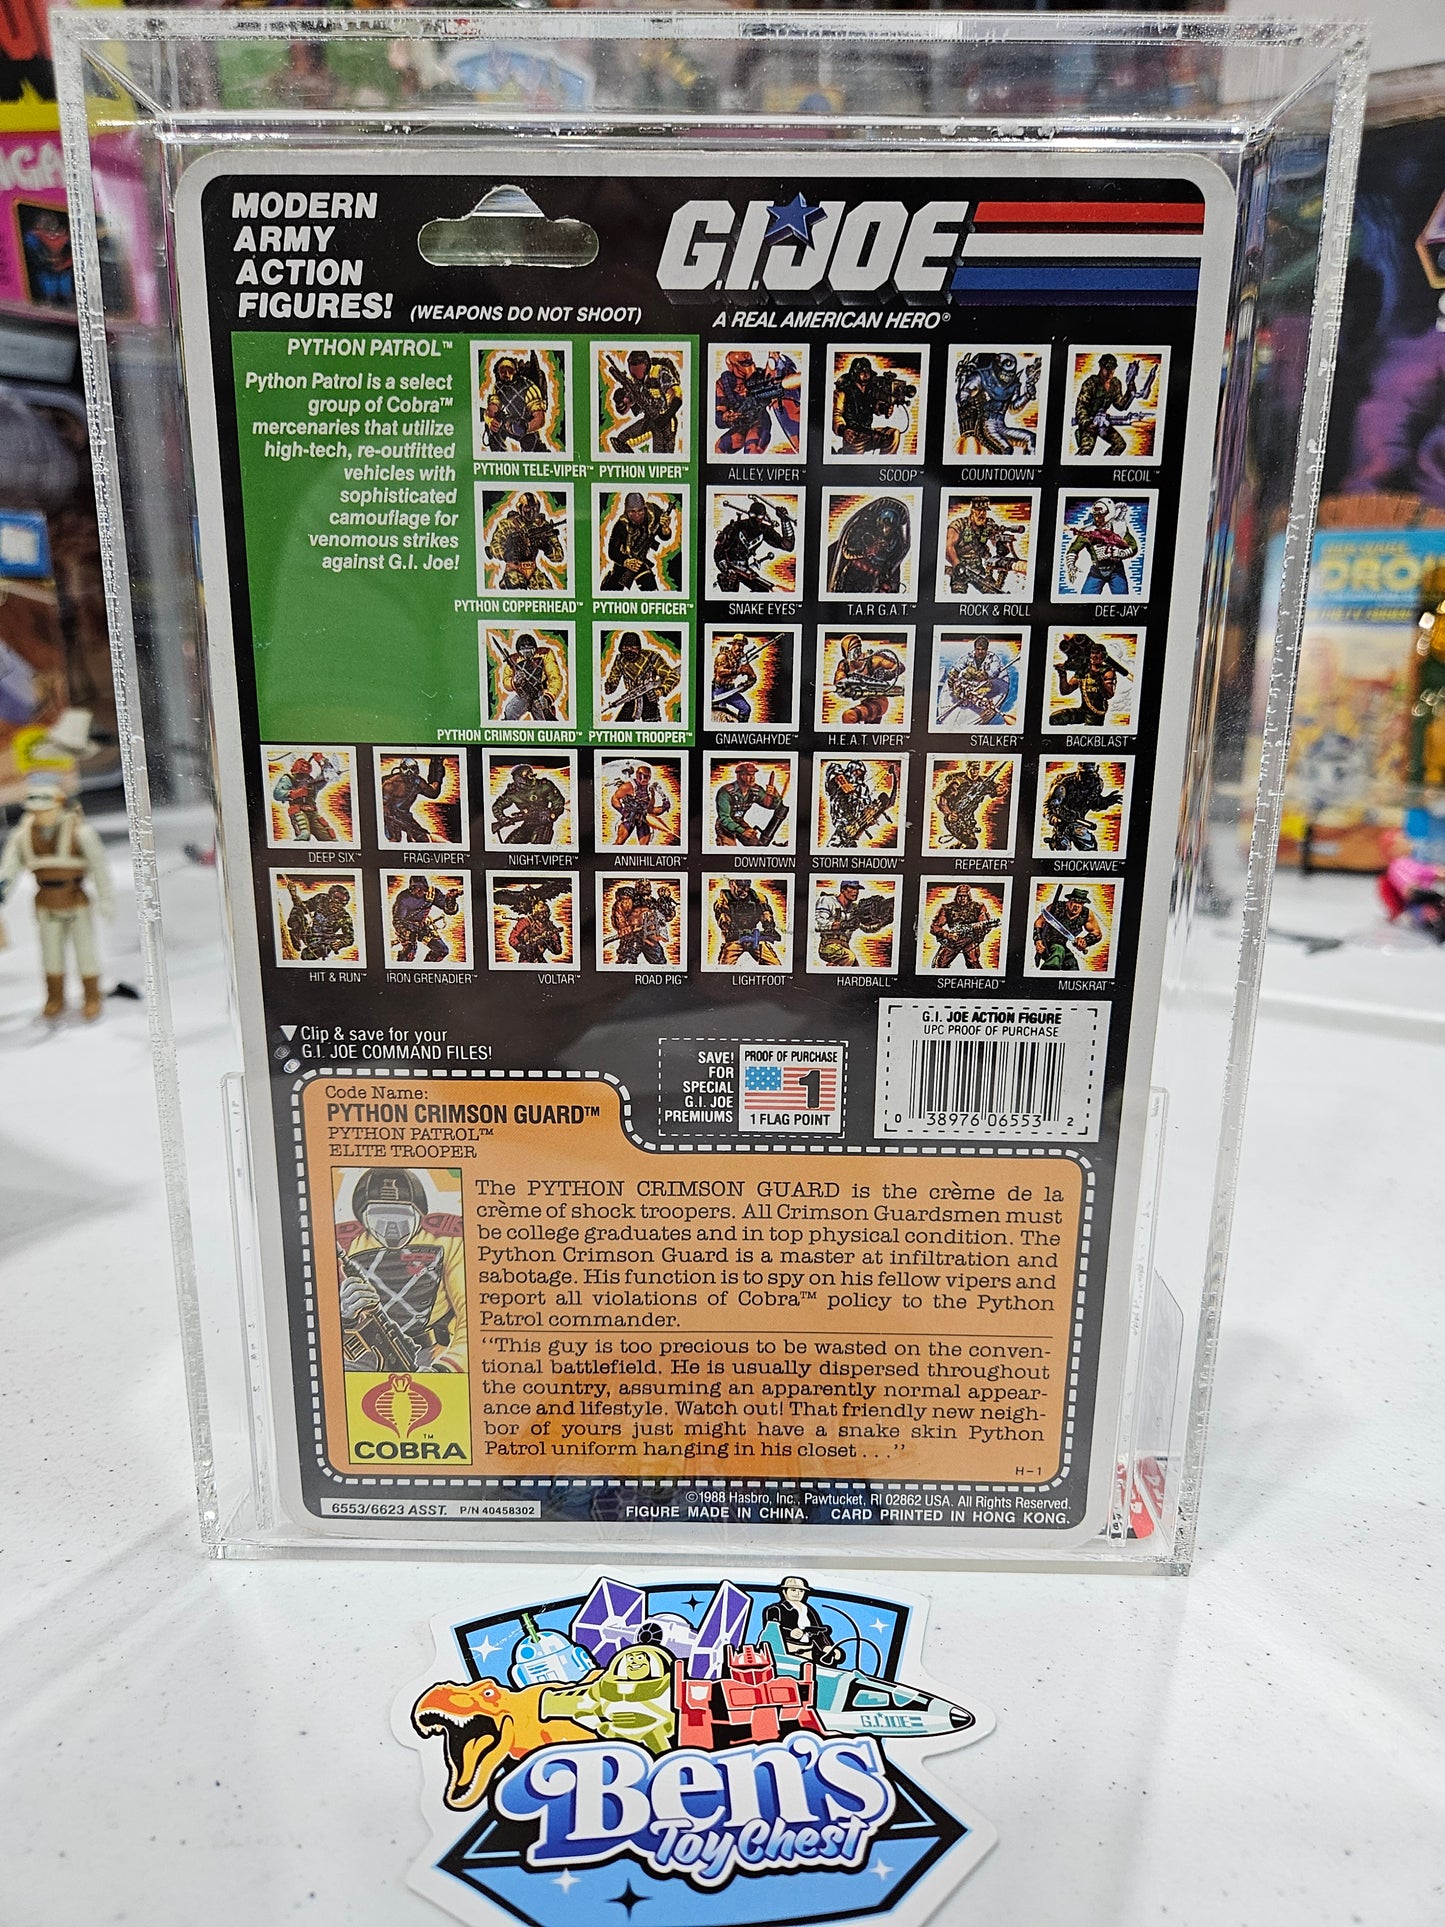 MODERN
ARMY
ACTION
FIGURES! (WEAPONS DO NOT SHOOT)
G.I. JOE
A REAL AMERICAN HERO®
PYTHON PATROL™
Python Patrol is a select
group of Cobra™
mercenaries that utilize
high-tech, re-outfitted
vehicles with
sophisticated
camouflage for
venomous strikes
against G.I. Joe!
PYTHON TELE-VIPER™ PYTHON VIPER™
PYTHON COPPERHEAD™ PYTHON OFFICER™
PYTHON CRIMSON GUARD™ PYTHON TROOPER™
ALLEY VIPER™ SCOOP™ COUNTDOWN™ RECOIL™
SNAKE EYES™ T.A.R.G.A.T.™ ROCK & ROLL DEE-JAY™
GNAWGAHYDE™ H.E.A.T. VIPER™ STALKER™ BACKBLAST™
DEEP SIX™ FRAG-VIPER™ NIGHT-VIPER™ ANNIHILATOR™ DOWNTOWN STORM SHADOW™ REPEATER™ SHOCKWAVE™
HIT & RUN™ IRON GRENADIER™ VOLTAR™ ROAD PIG™ LIGHTFOOT™ HARDBALL™ SPEARHEAD™ MUSKRAT™
Clip & save for your
G.I. JOE COMMAND FILES!
SAVE!
FOR
SPECIAL
G.I. JOE
PREMIUMS
PROOF OF PURCHASE
1
1 FLAG POINT
G.I. JOE ACTION FIGURE
UPC PROOF OF PURCHASE
0 38976 06553 2
Code Name:
PYTHON CRIMSON GUARD™
PYTHON PATROL™
ELITE TROOPER
The PYTHON CRIMSON GUARD is the crème de la
crème of shock troopers. All Crimson Guardsmen must
be college graduates and in top physical condition. The
Python Crimson Guard is a master at infiltration and
sabotage. His function is to spy on his fellow vipers and
report all violations of Cobra™ policy to the Python
Patrol commander.
"This guy is too precious to be wasted on the conven-
tional battlefield. He is usually dispersed throughout
the country, assuming an apparently normal appear-
ance and lifestyle. Watch out! That friendly new neigh-
bor of yours just might have a snake skin Python
Patrol uniform hanging in his closet . . ."
H-1
TM
COBRA
6553/6623 ASST. P/N 40458302
©1988 Hasbro, Inc., Pawtucket, RI 02862 USA. All Rights Reserved.
FIGURE MADE IN CHINA. CARD PRINTED IN HONG KONG.
G.I. JOE
Ben's
Toy Chest